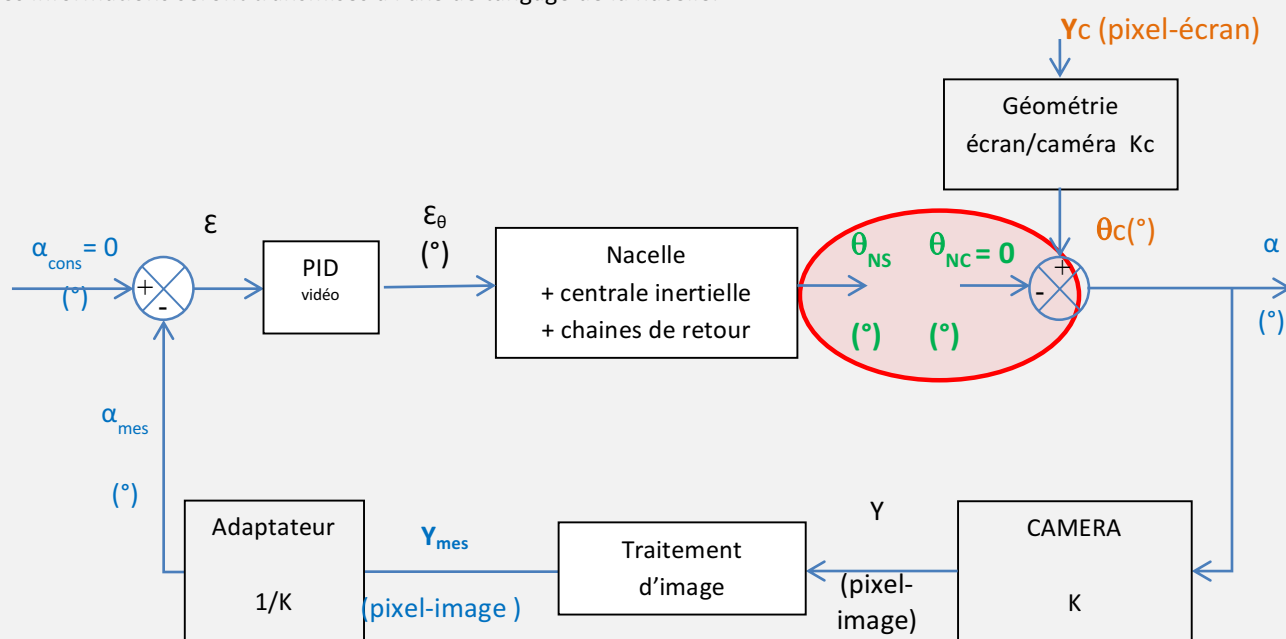 Yc (pixel-écran)
Géométrie
écran/caméra Kc
αcons = 0
(°)
+
-
ε
PID
vidéo
εθ
(°)
Nacelle
+ centrale inertielle
+ chaines de retour
θNS
(°)
θNC = 0
(°)
+
-
θc(°)
α
(°)
αmes
(°)
Adaptateur
1/K
Ymes
(pixel-image )
Traitement
d’image
Y
(pixel-
image)
CAMERA
K